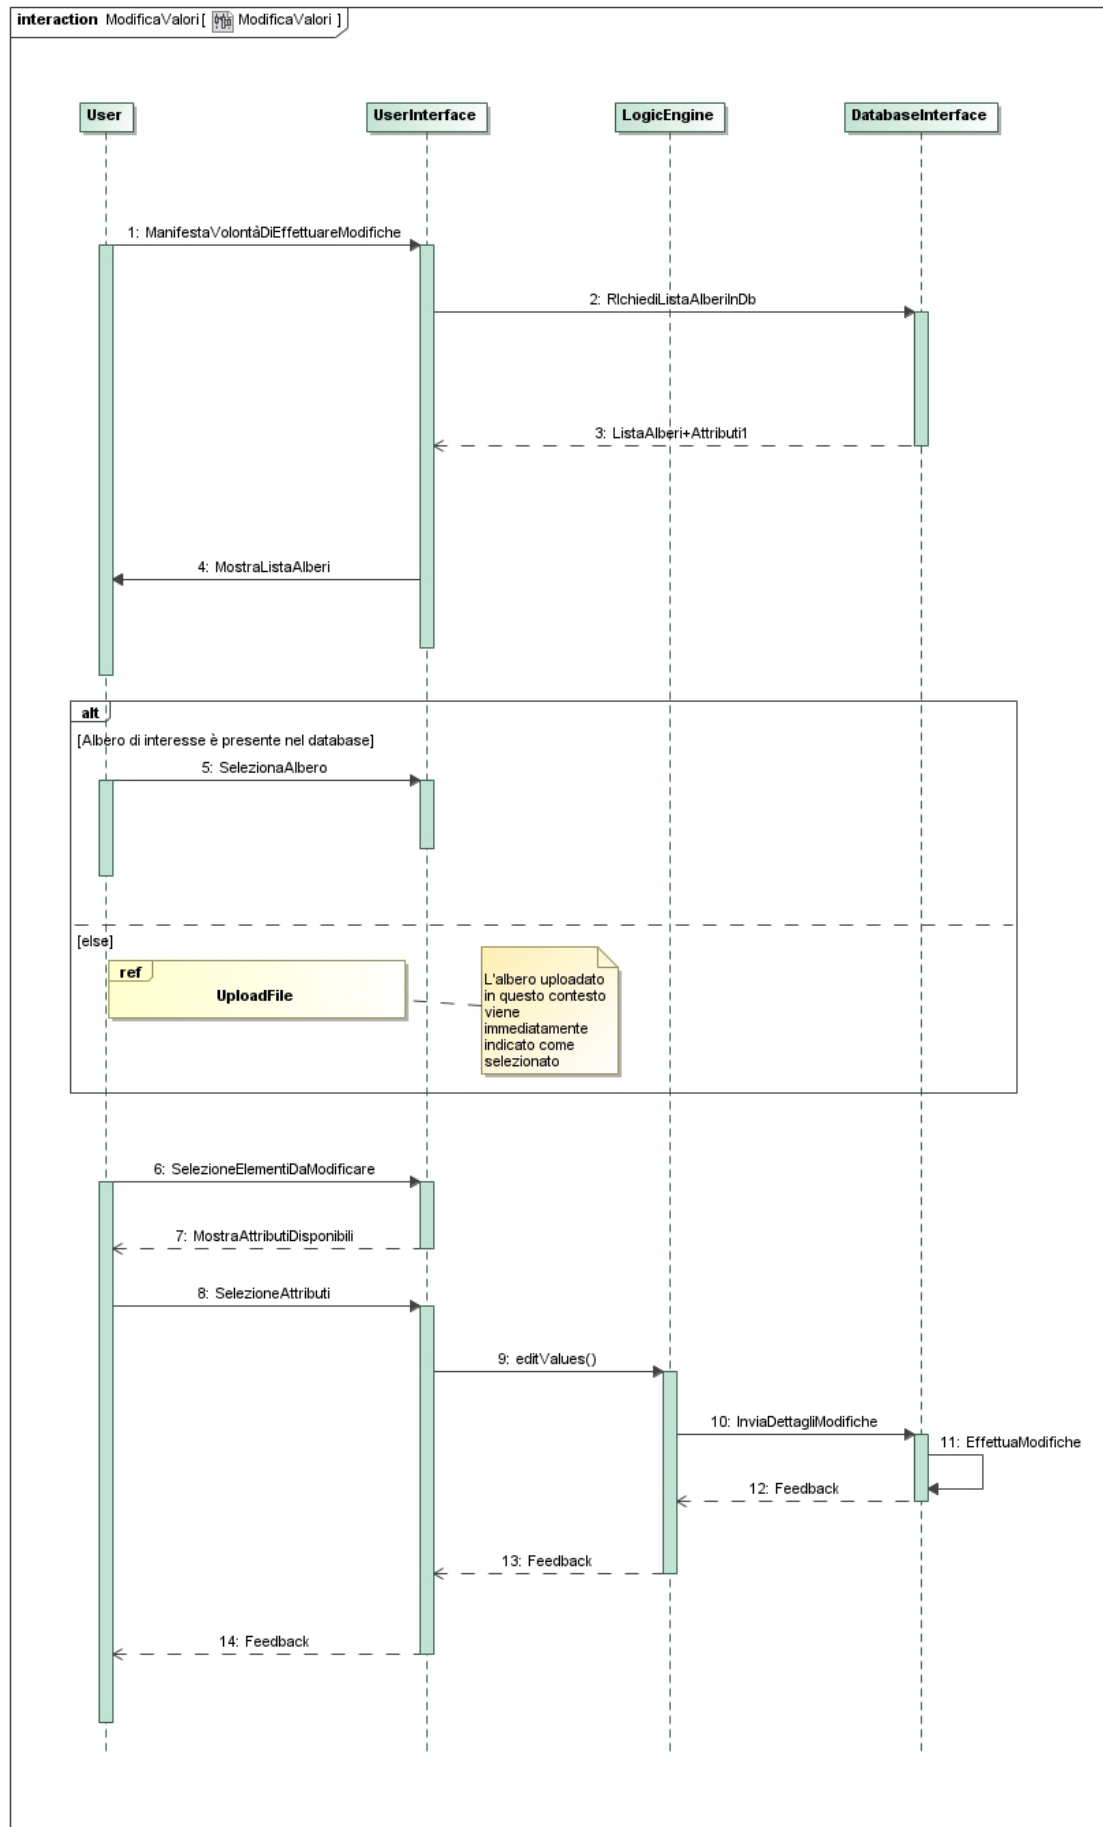 interaction ModificaValori[ ModificaValori ]
User
UserInterface
LogicEngine
DatabaseInterface
1: ManifestaVolontàDiEffettuareModifiche
2: RIchiediListaAlberiInDb
3: ListaAlberi+Attributi1
4: MostraListaAlberi
alt
[Albero di interesse è presente nel database]
5: SelezionaAlbero
[else]
ref
UploadFile
L'albero uploadato
in questo contesto
viene
immediatamente
indicato come
selezionato
6: SelezioneElementiDaModificare
7: MostraAttributiDisponibili
8: SelezioneAttributi
9: editValues()
10: InviaDettagliModifiche
11: EffettuaModifiche
12: Feedback
13: Feedback
14: Feedback